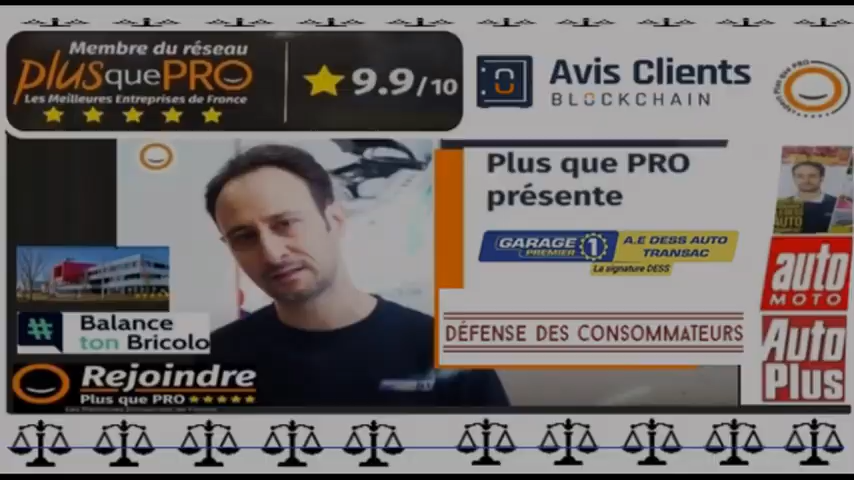 Membre du réseau
plus que PRO
Les Meilleures Entreprises de France
9.9/10
Avis Clients
BLOCKCHAIN
Plus que PRO
présente
GARAGE
PREMIER
1
A.E DESS AUTO
TRANSAC
La signature DESS
auto
MOTO
# Balance
ton Bricolo
DÉFENSE DES CONSOMMATEURS
Auto
Plus
Rejoindre
Plus que PRO